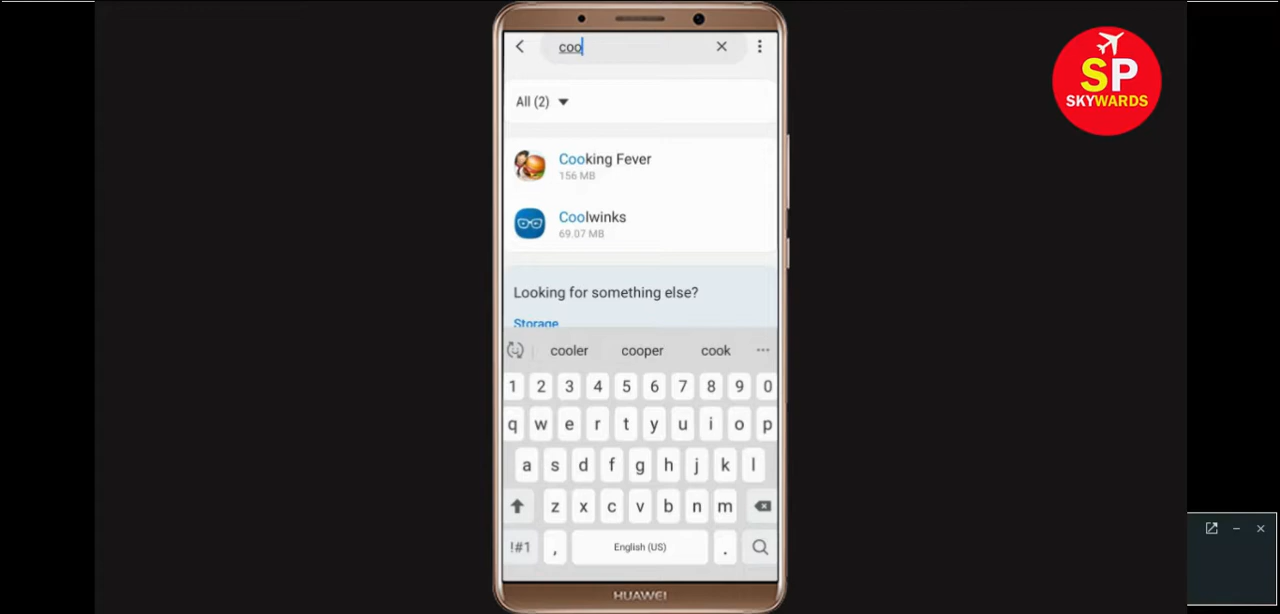 coo
SP
SKYWARDS
All (2)
Cooking Fever
156 MB
Coolwinks
69.07 MB
Looking for something else?
Storage
cooler cooper cook
1 2 3 4 5 6 7 8 9 0
q w e r t y u i o p
a s d f g h j k l
z x c v b n m
!#1 , English (US) .
HUAWEI